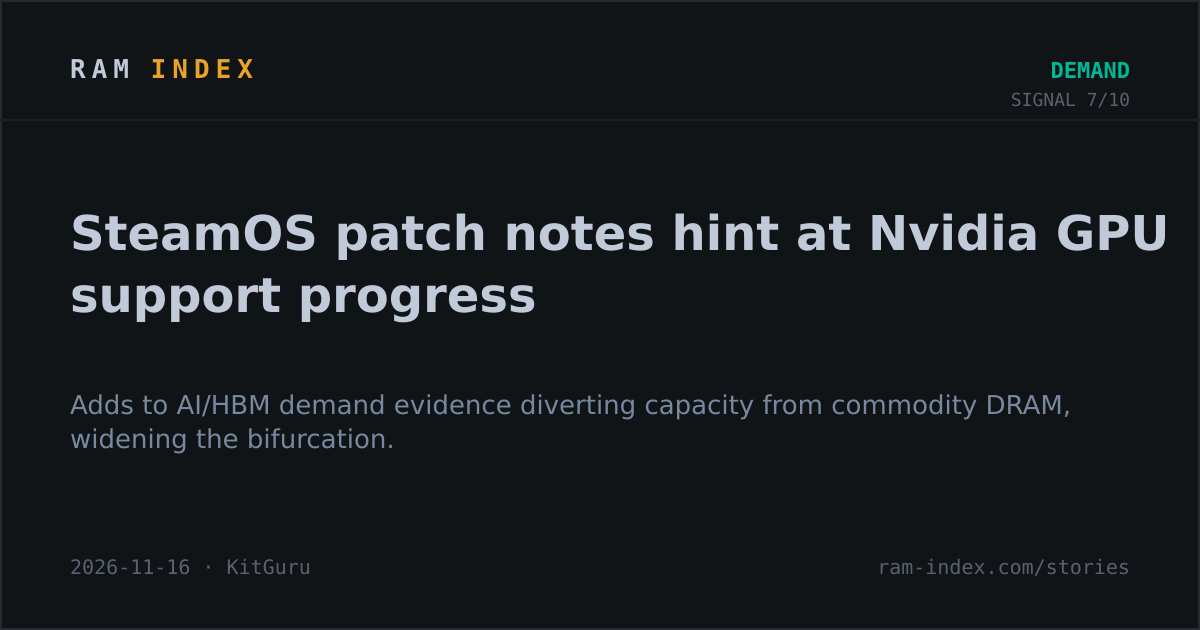 RAM INDEX
DEMAND
SIGNAL 7/10
SteamOS patch notes hint at Nvidia GPU
support progress
Adds to AI/HBM demand evidence diverting capacity from commodity DRAM,
widening the bifurcation.
2026-11-16 · KitGuru
ram-index.com/stories